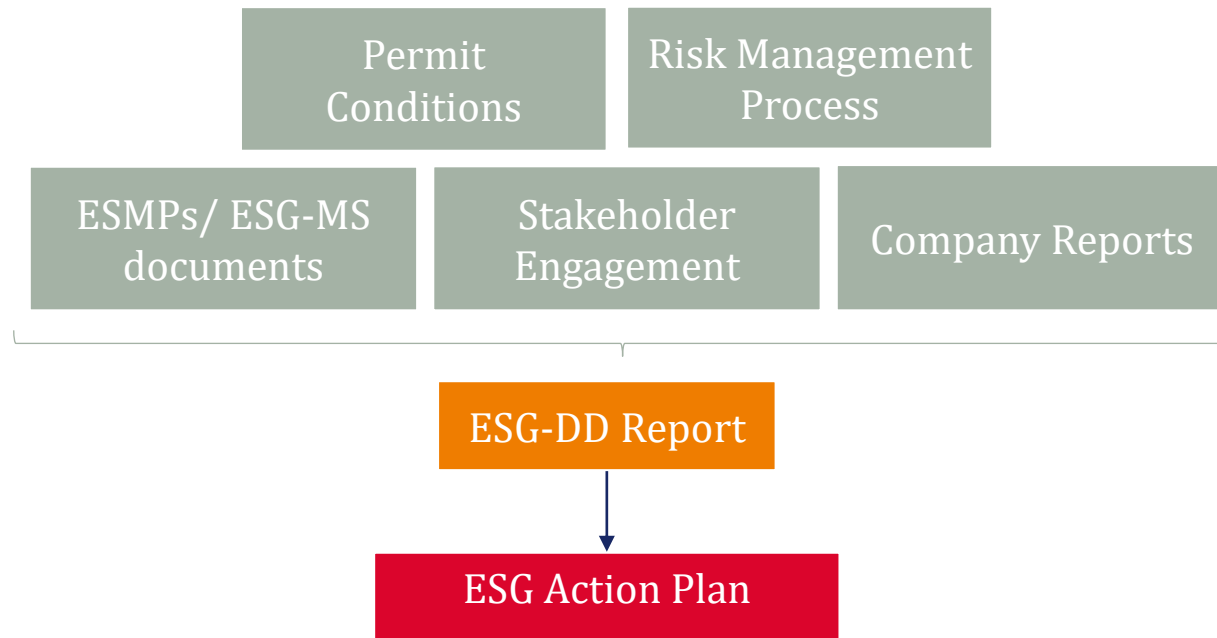 Permit
Conditions
Risk Management
Process
ESMPs/ ESG-MS
documents
Stakeholder
Engagement
Company Reports
ESG-DD Report
ESG Action Plan